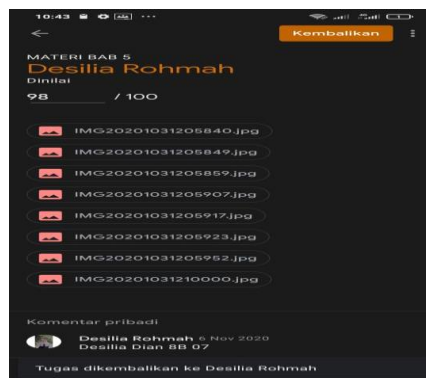 10:43
Kembalikan
MATERI BAB 5
Desilia Rohmah
Dinilai
98 / 100
IMG20201031205840.jpg
IMG20201031205849.jpg
IMG20201031205859.jpg
IMG20201031205907.jpg
IMG20201031205917.jpg
IMG20201031205923.jpg
IMG20201031205952.jpg
IMG20201031210000.jpg
Komentar pribadi
Desilia Rohmah 6 Nov 2020
Desilia Dian 8B 07
Tugas dikembalikan ke Desilia Rohmah